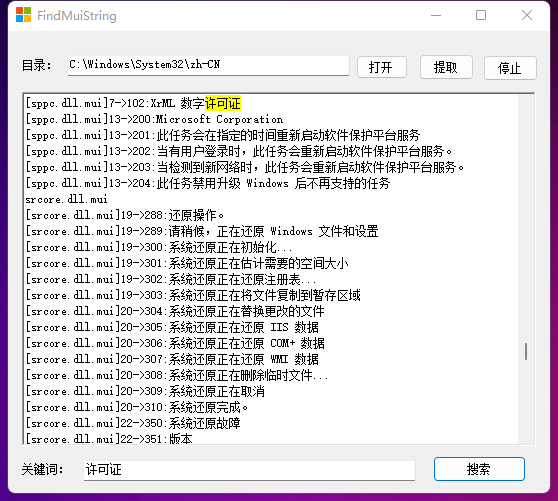 FindMuiString
目录: C:\Windows\System32\zh-CN 打开 提取 停止
[sppc.dll.mui]7->102:XrML 数字许可证
[sppc.dll.mui]13->200:Microsoft Corporation
[sppc.dll.mui]13->201:此任务会在指定的时间重新启动软件保护平台服务
[sppc.dll.mui]13->202:当有用户登录时，此任务会重新启动软件保护平台服务。
[sppc.dll.mui]13->203:当检测到新网络时，此任务会重新启动软件保护平台服务。
[sppc.dll.mui]13->204:此任务禁用升级 Windows 后不再支持的任务
srcore.dll.mui
[srcore.dll.mui]19->288:还原操作。
[srcore.dll.mui]19->289:请稍候，正在还原 Windows 文件和设置
[srcore.dll.mui]19->300:系统还原正在初始化...
[srcore.dll.mui]19->301:系统还原正在估计需要的空间大小
[srcore.dll.mui]19->302:系统还原正在还原注册表...
[srcore.dll.mui]19->303:系统还原正在将文件复制到暂存区域
[srcore.dll.mui]20->304:系统还原正在替换更改的文件
[srcore.dll.mui]20->305:系统还原正在还原 IIS 数据
[srcore.dll.mui]20->306:系统还原正在还原 COM+ 数据
[srcore.dll.mui]20->307:系统还原正在还原 WMI 数据
[srcore.dll.mui]20->308:系统还原正在删除临时文件...
[srcore.dll.mui]20->309:系统还原正在取消
[srcore.dll.mui]20->310:系统还原完成。
[srcore.dll.mui]22->350:系统还原故障
[srcore.dll.mui]22->351:版本
关键词: 许可证 搜索